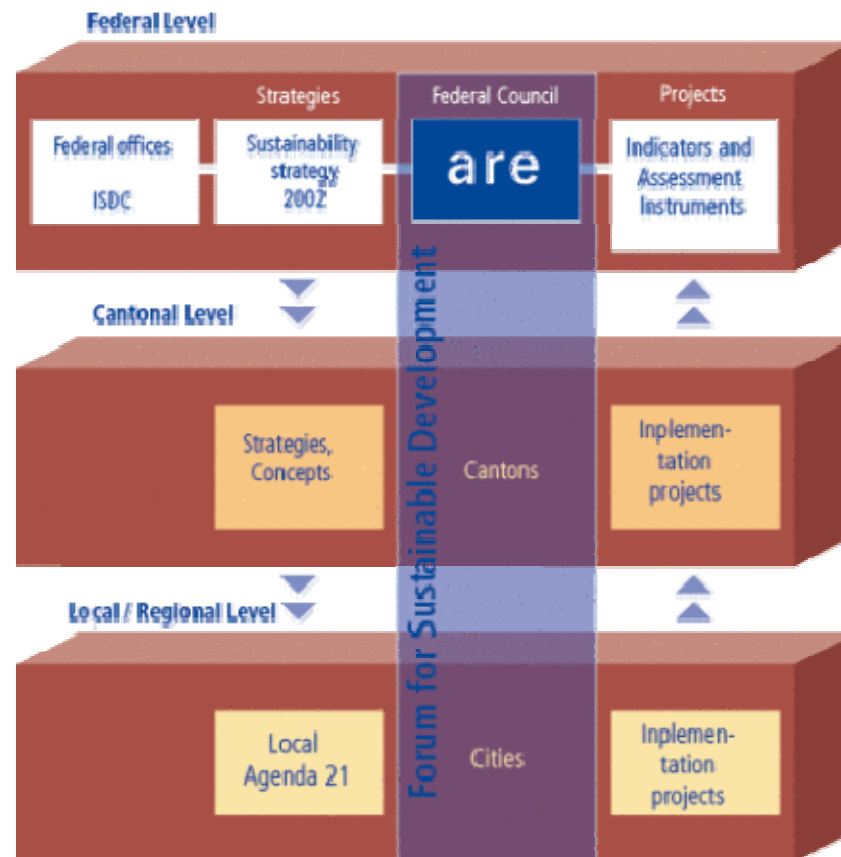 Federal Level
Strategies
Federal Council
Projects
Federal offices
ISDC
Sustainability
strategy
2002
are
Indicators and
Assessment
Instruments
Cantonal Level
Forum for Sustainable Development
Strategies,
Concepts
Cantons
Inplemen-
tation
projects
Local / Regional Level
Local
Agenda 21
Cities
Inplemen-
tation
projects